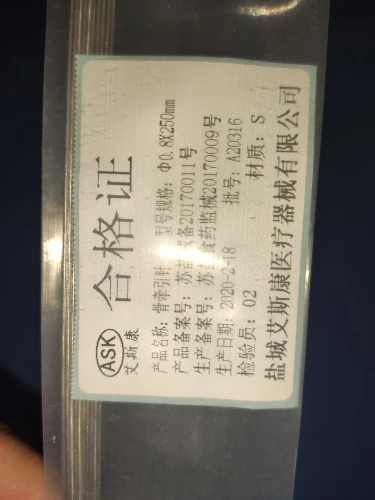 ASK
艾斯康
合格证
产品名称：骨牵引针 型号规格：Φ0.8X250mm
产品备案号：苏 械备20170011号
生产备案号：苏 食药监械20170009号
生产日期：2020-2-18 批号：A20316
检验员：02 材质：S
盐城艾斯康医疗器械有限公司